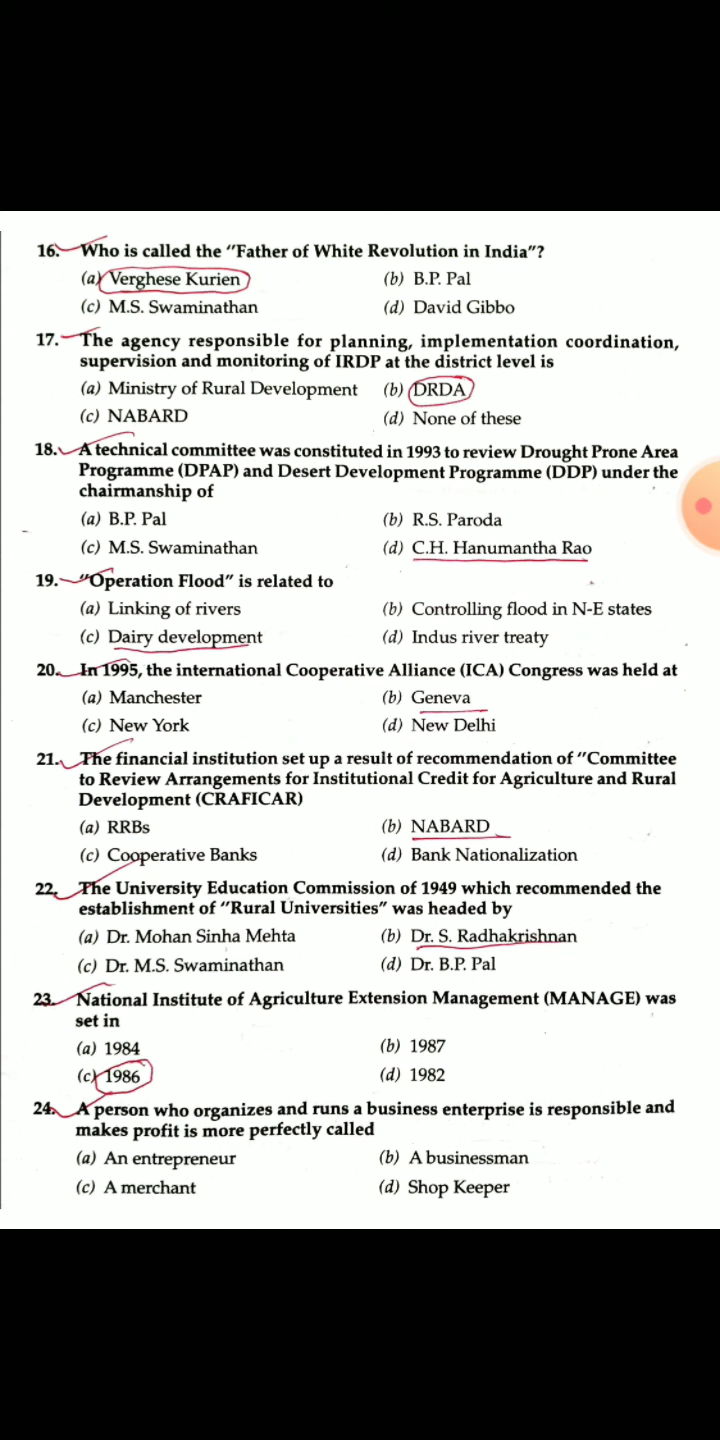 16. Who is called the "Father of White Revolution in India"?
(a) Verghese Kurien (b) B.P. Pal
(c) M.S. Swaminathan (d) David Gibbo
17. The agency responsible for planning, implementation coordination,
supervision and monitoring of IRDP at the district level is
(a) Ministry of Rural Development (b) DRDA
(c) NABARD (d) None of these
18. A technical committee was constituted in 1993 to review Drought Prone Area
Programme (DPAP) and Desert Development Programme (DDP) under the
chairmanship of
(a) B.P. Pal (b) R.S. Paroda
(c) M.S. Swaminathan (d) C.H. Hanumantha Rao
19. "Operation Flood" is related to
(a) Linking of rivers (b) Controlling flood in N-E states
(c) Dairy development (d) Indus river treaty
20. In 1995, the international Cooperative Alliance (ICA) Congress was held at
(a) Manchester (b) Geneva
(c) New York (d) New Delhi
21. The financial institution set up a result of recommendation of "Committee
to Review Arrangements for Institutional Credit for Agriculture and Rural
Development (CRAFICAR)
(a) RRBs (b) NABARD
(c) Cooperative Banks (d) Bank Nationalization
22. The University Education Commission of 1949 which recommended the
establishment of "Rural Universities" was headed by
(a) Dr. Mohan Sinha Mehta (b) Dr. S. Radhakrishnan
(c) Dr. M.S. Swaminathan (d) Dr. B.P. Pal
23. National Institute of Agriculture Extension Management (MANAGE) was
set in
(a) 1984 (b) 1987
(c) 1986 (d) 1982
24. A person who organizes and runs a business enterprise is responsible and
makes profit is more perfectly called
(a) An entrepreneur (b) A businessman
(c) A merchant (d) Shop Keeper